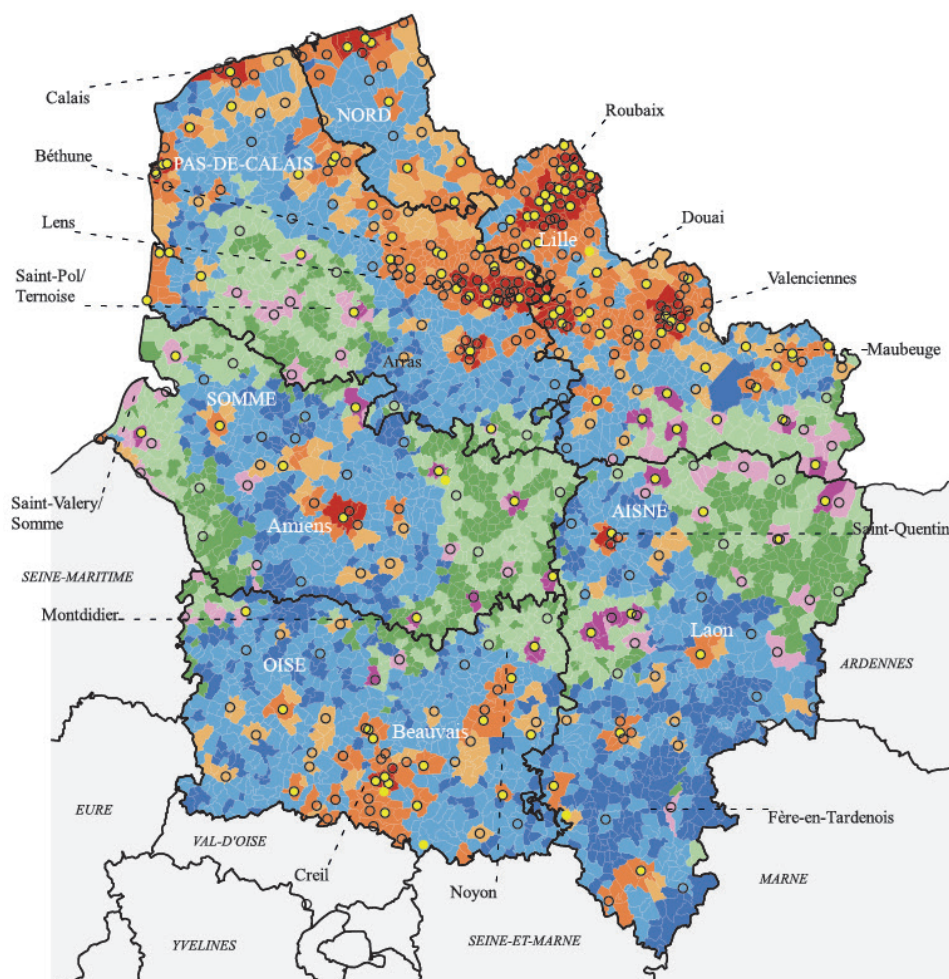 Calais
Roubaix
NORD
Béthune
PAS-DE-CALAIS
Lens
Douai
Lille
Saint-Pol/
Ternoise
Valenciennes
Arras
Maubeuge
SOMME
Saint-Valery/
Somme
Amiens
AISNE
Saint-Quentin
SEINE-MARITIME
Montdidier
Laon
OISE
ARDENNES
Beauvais
EURE
Fère-en-Tardenois
VAL-D'OISE
Creil
Noyon
MARNE
YVELINES
SEINE-ET-MARNE